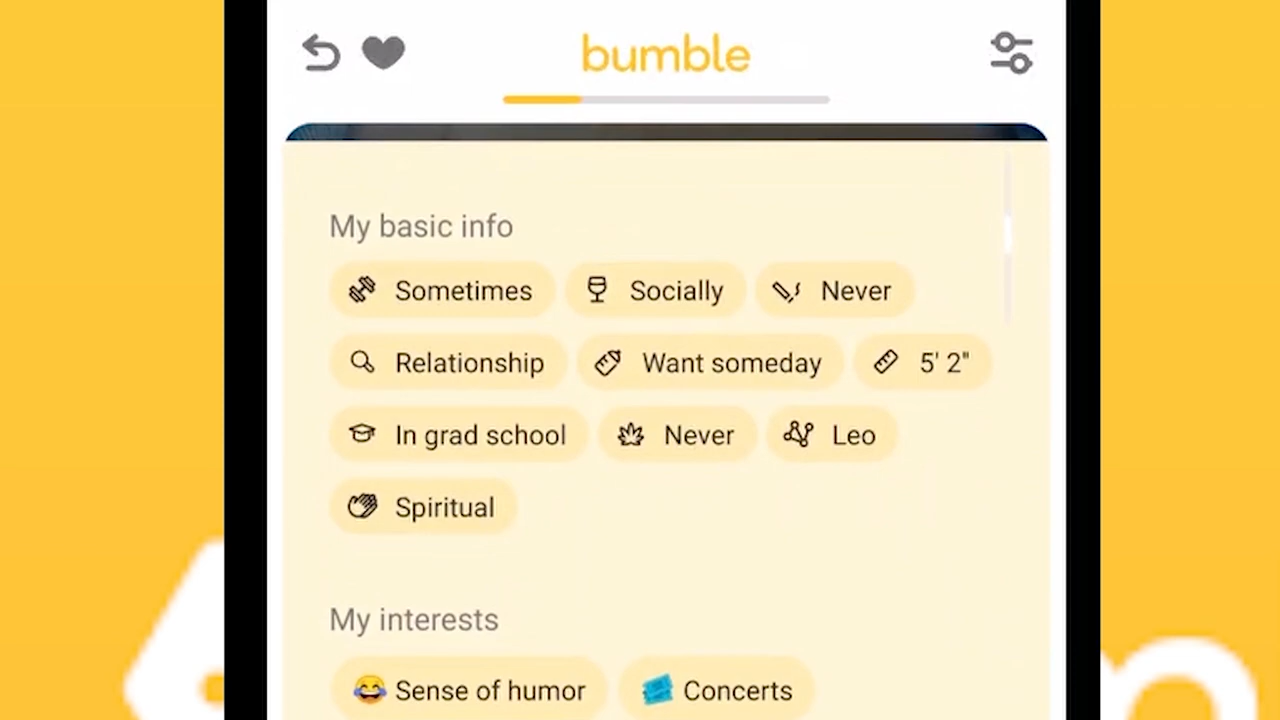 bumble
My basic info
Sometimes Socially Never
Relationship Want someday 5' 2"
In grad school Never Leo
Spiritual
My interests
😂 Sense of humor Concerts